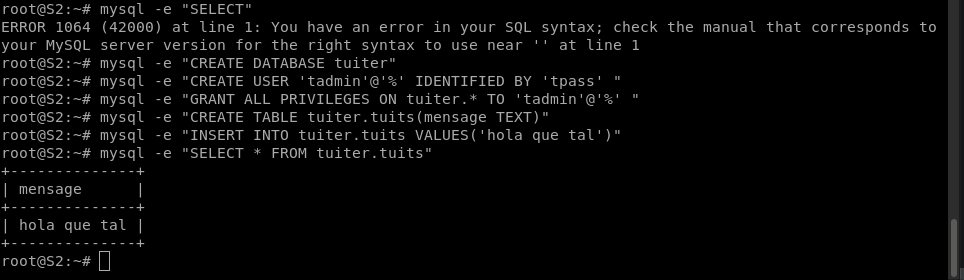 root@S2:~# mysql -e "SELECT"
ERROR 1064 (42000) at line 1: You have an error in your SQL syntax; check the manual that corresponds to
your MySQL server version for the right syntax to use near '' at line 1
root@S2:~# mysql -e "CREATE DATABASE tuiter"
root@S2:~# mysql -e "CREATE USER 'tadmin'@'%' IDENTIFIED BY 'tpass' "
root@S2:~# mysql -e "GRANT ALL PRIVILEGES ON tuiter.* TO 'tadmin'@'%' "
root@S2:~# mysql -e "CREATE TABLE tuiter.tuits(mensage TEXT)"
root@S2:~# mysql -e "INSERT INTO tuiter.tuits VALUES('hola que tal')"
root@S2:~# mysql -e "SELECT * FROM tuiter.tuits"
+--------------+
| mensage      |
+--------------+
| hola que tal |
+--------------+
root@S2:~#